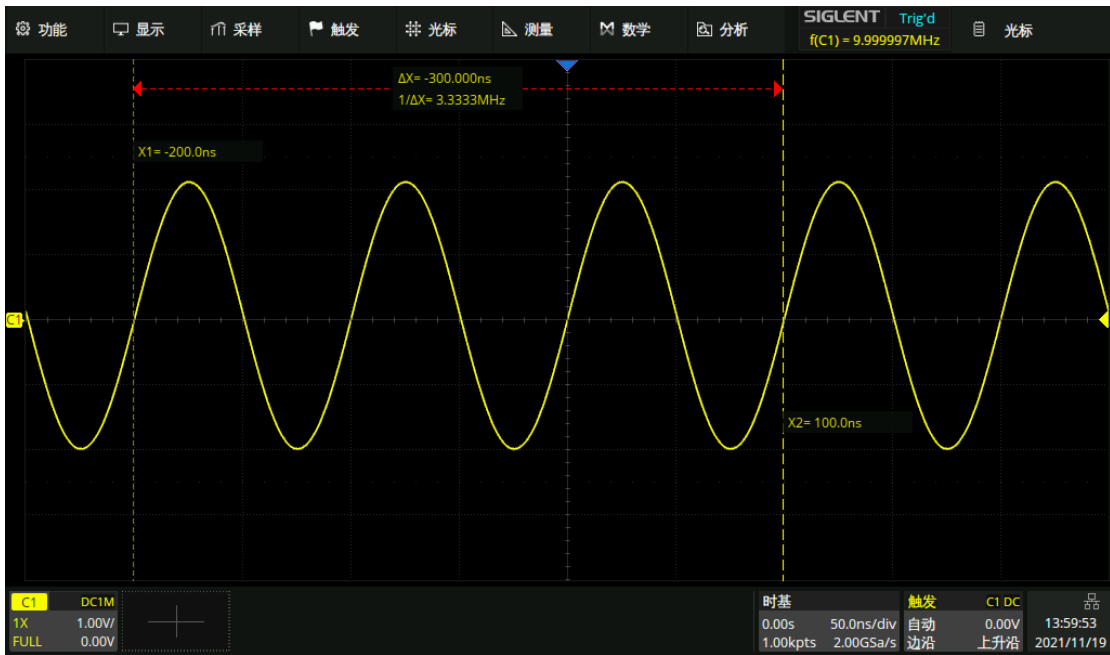 功能 显示 采样 触发 光标 测量 数学 分析 SIGLENT Trig'd 光标
f(C1) = 9.999997MHz
ΔX= -300.000ns
1/ΔX= 3.3333MHz
X1= -200.0ns
C1
X2= 100.0ns
C1 DC1M 时基 触发 C1 DC
1X 1.00V/ 0.00s 50.0ns/div 自动 0.00V 13:59:53
FULL 0.00V 1.00kpts 2.00GSa/s 边沿 上升沿 2021/11/19